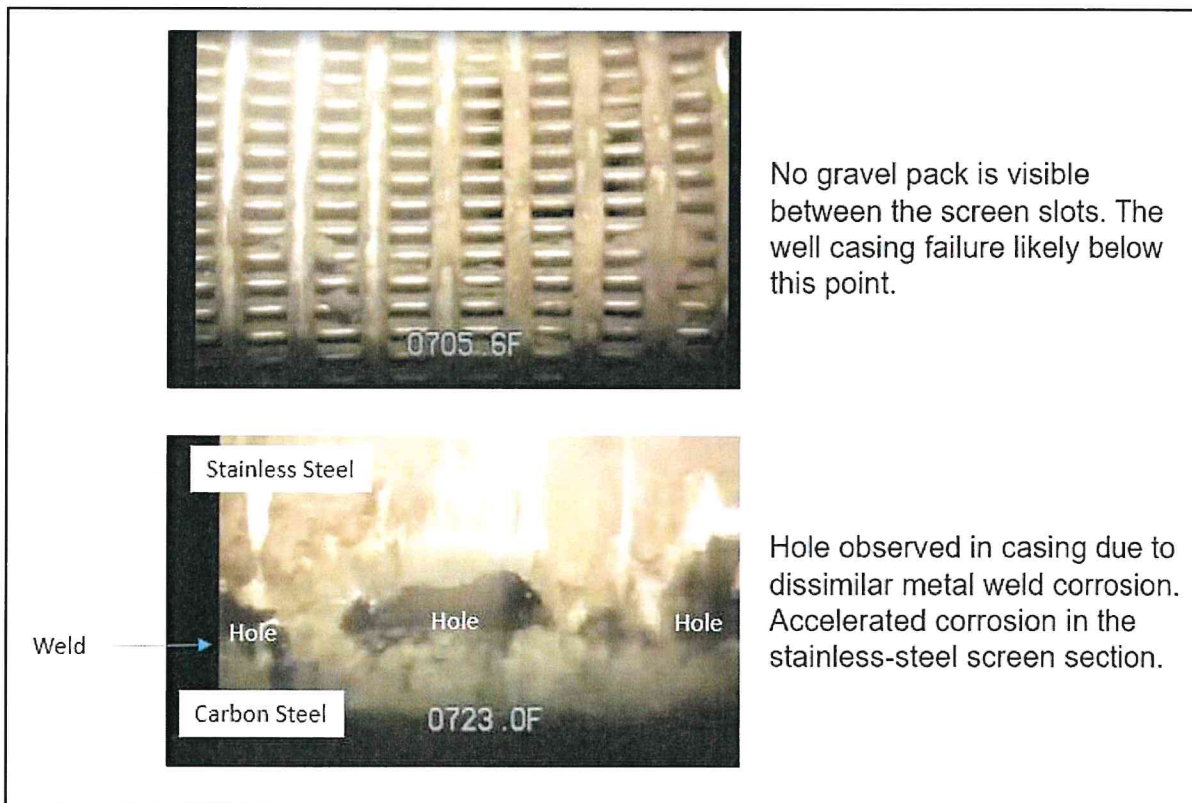 0705.6F
No gravel pack is visible
between the screen slots. The
well casing failure likely below
this point.
Stainless Steel
Hole
Hole
Hole
Weld
Carbon Steel
0723.0F
Hole observed in casing due to
dissimilar metal weld corrosion.
Accelerated corrosion in the
stainless-steel screen section.